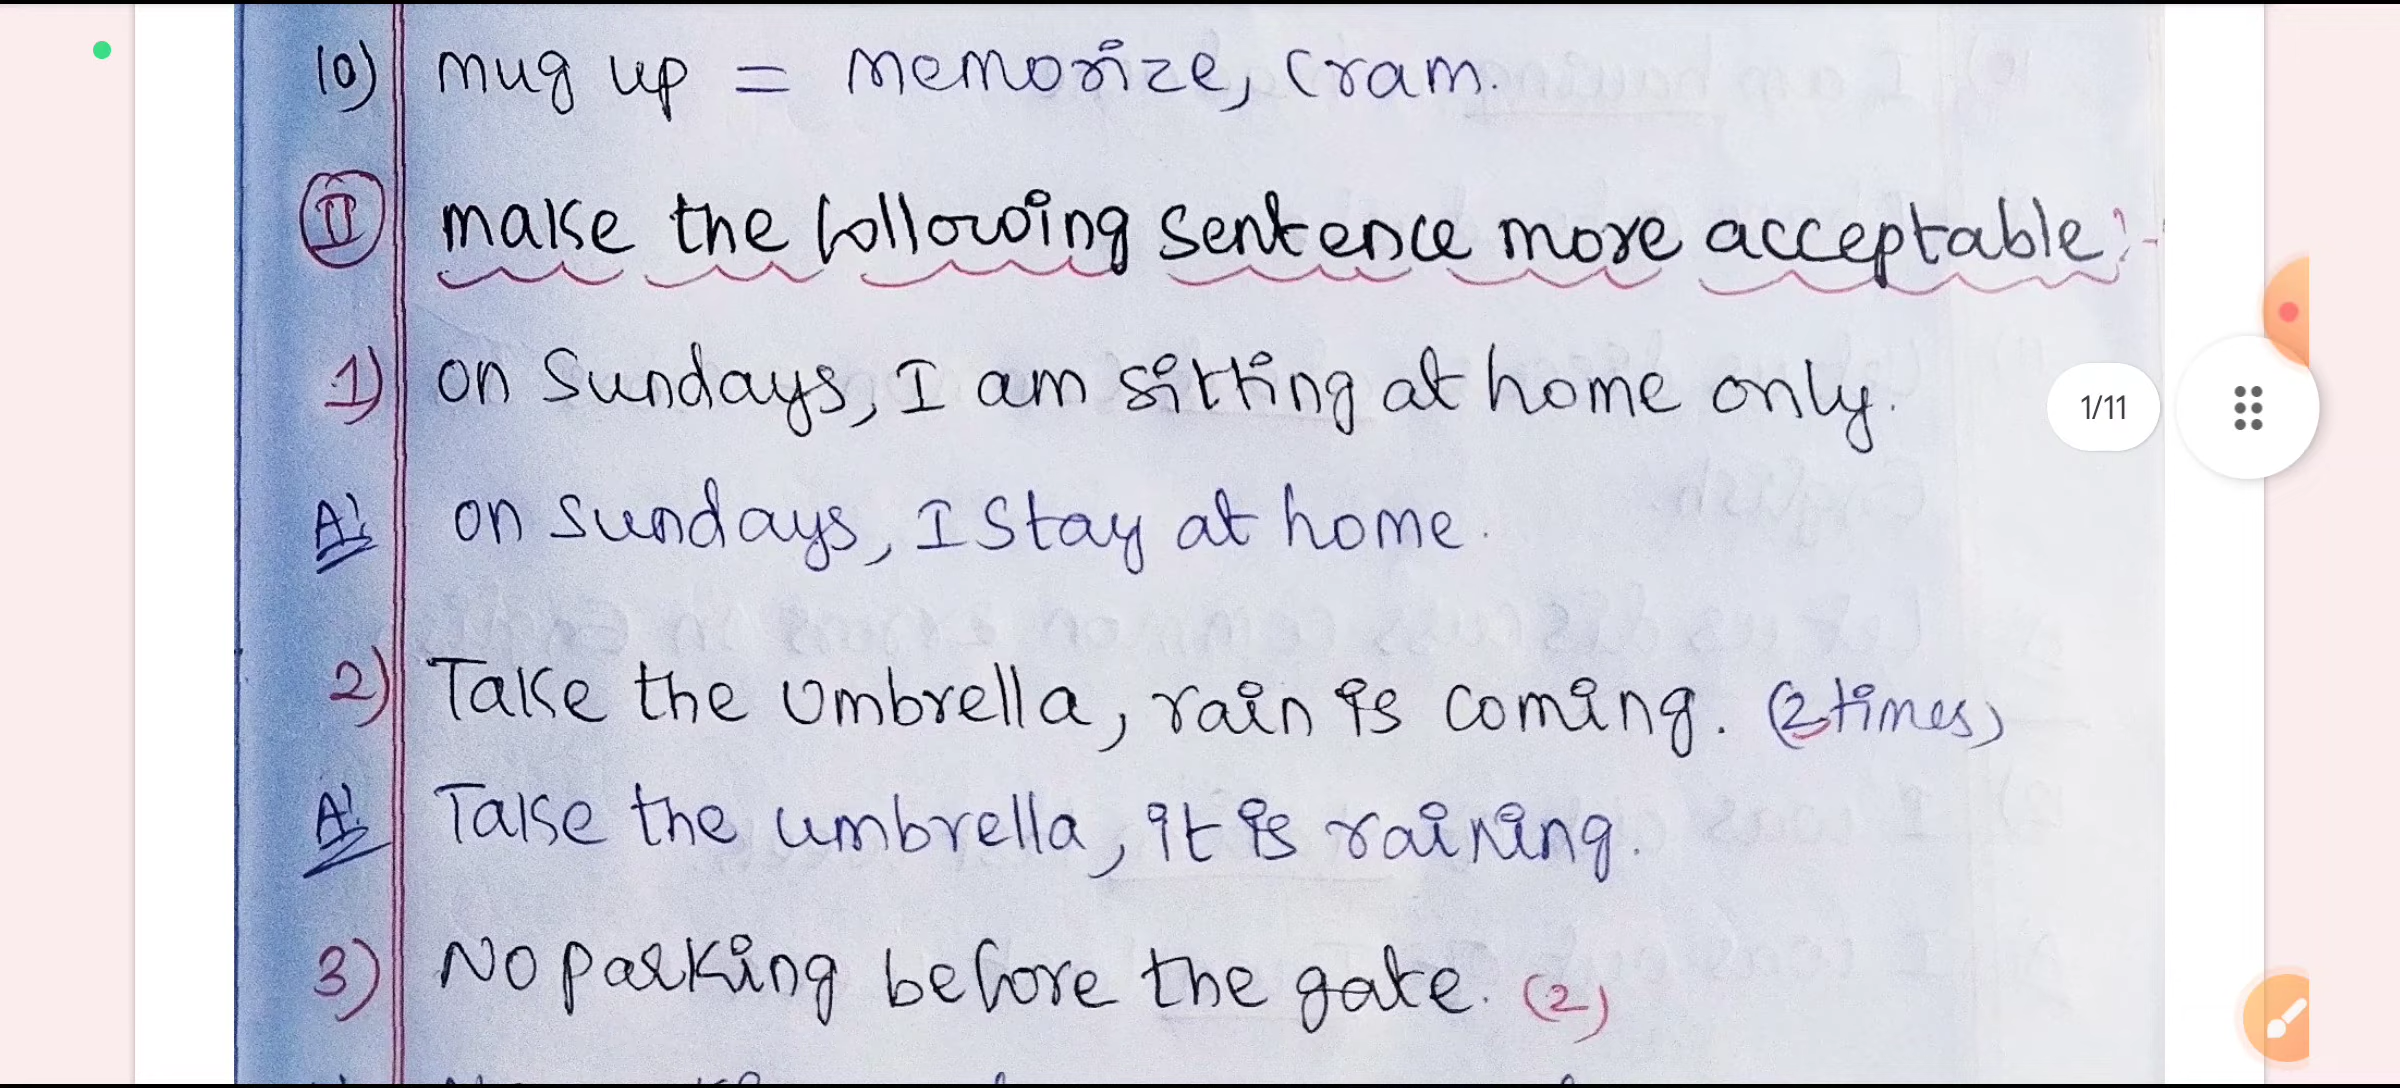 10) mug up = memorize, cram.
II make the following sentence more acceptable:-
1) on Sundays, I am sitting at home only.
A: on Sundays, I stay at home.
1/11
2) Take the umbrella, rain is coming. (2 times)
A: Take the umbrella, it is raining.
3) No parking before the gate. (2)